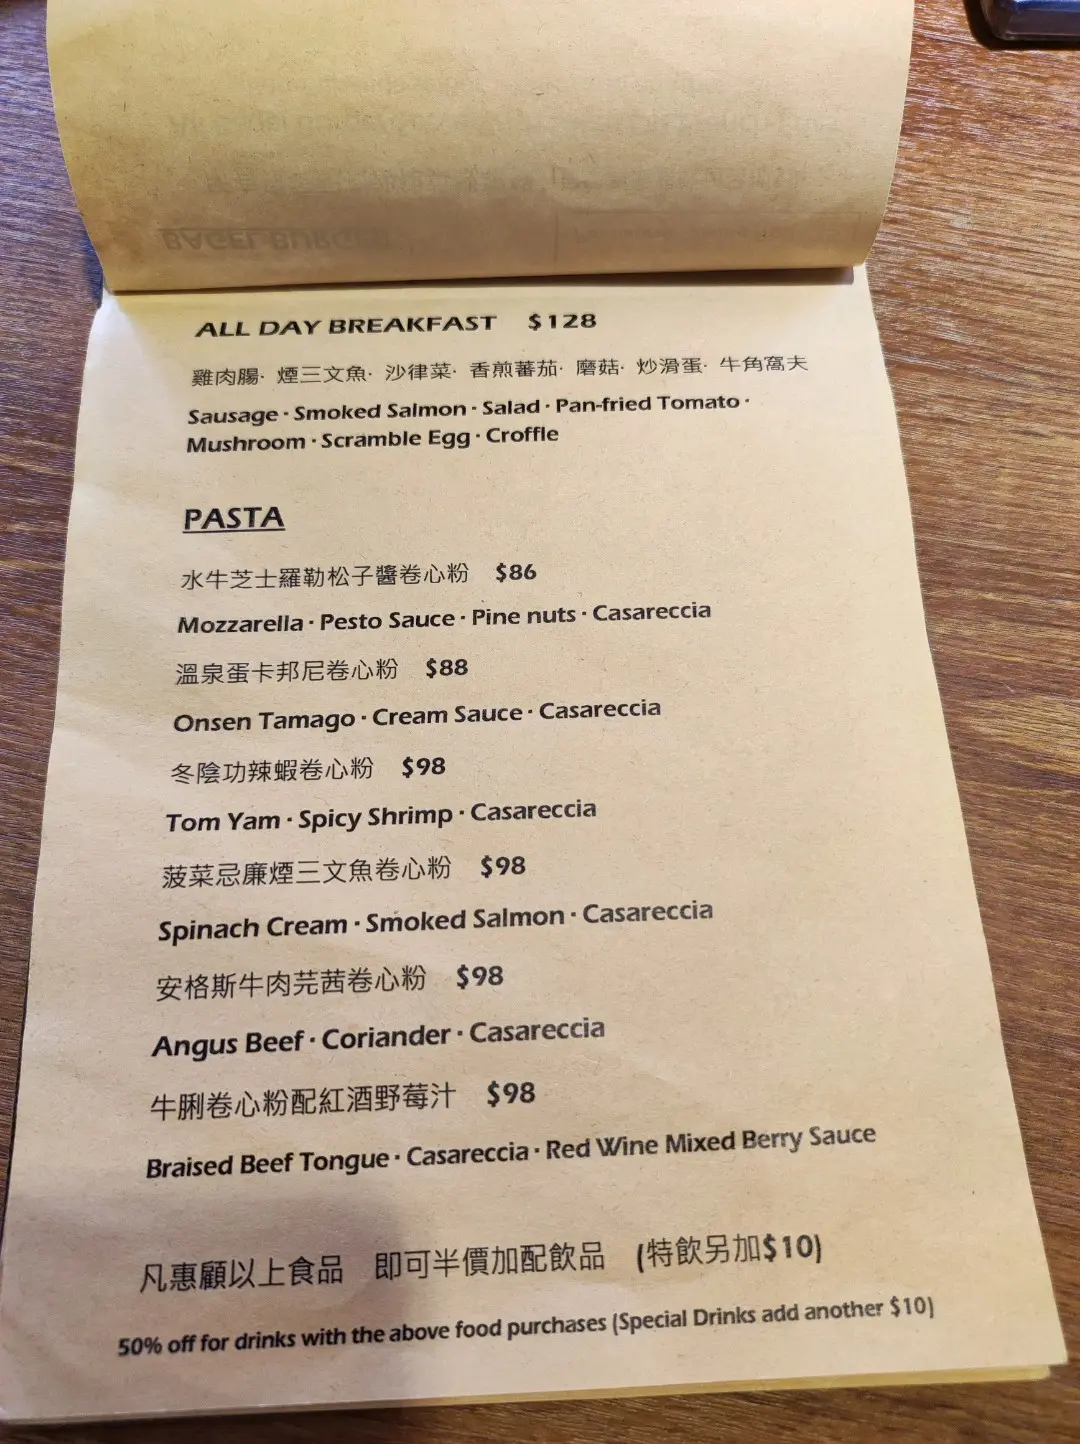 BAGEL BURGER
ALL DAY BREAKFAST $128
雞肉腸· 煙三文魚· 沙律菜· 香煎蕃茄· 磨菇· 炒滑蛋· 牛角窩夫
Sausage · Smoked Salmon · Salad · Pan-fried Tomato ·
Mushroom · Scramble Egg · Croffle
PASTA
水牛芝士羅勒松子醬卷心粉 $86
Mozzarella · Pesto Sauce · Pine nuts · Casareccia
溫泉蛋卡邦尼卷心粉 $88
Onsen Tamago · Cream Sauce · Casareccia
冬陰功辣蝦卷心粉 $98
Tom Yam · Spicy Shrimp · Casareccia
菠菜忌廉煙三文魚卷心粉 $98
Spinach Cream · Smoked Salmon · Casareccia
安格斯牛肉芫茜卷心粉 $98
Angus Beef · Coriander · Casareccia
牛脷卷心粉配紅酒野莓汁 $98
Braised Beef Tongue · Casareccia · Red Wine Mixed Berry Sauce
凡惠顧以上食品 即可半價加配飲品 (特飲另加$10)
50% off for drinks with the above food purchases (Special Drinks add another $10)